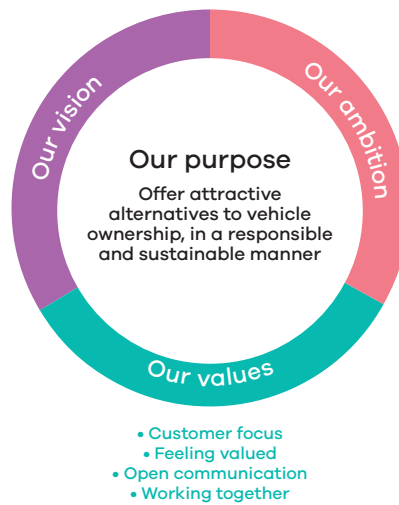 Our vision
Our ambition
Our purpose
Offer attractive
alternatives to vehicle
ownership, in a responsible
and sustainable manner
Our values
• Customer focus
• Feeling valued
• Open communication
• Working together